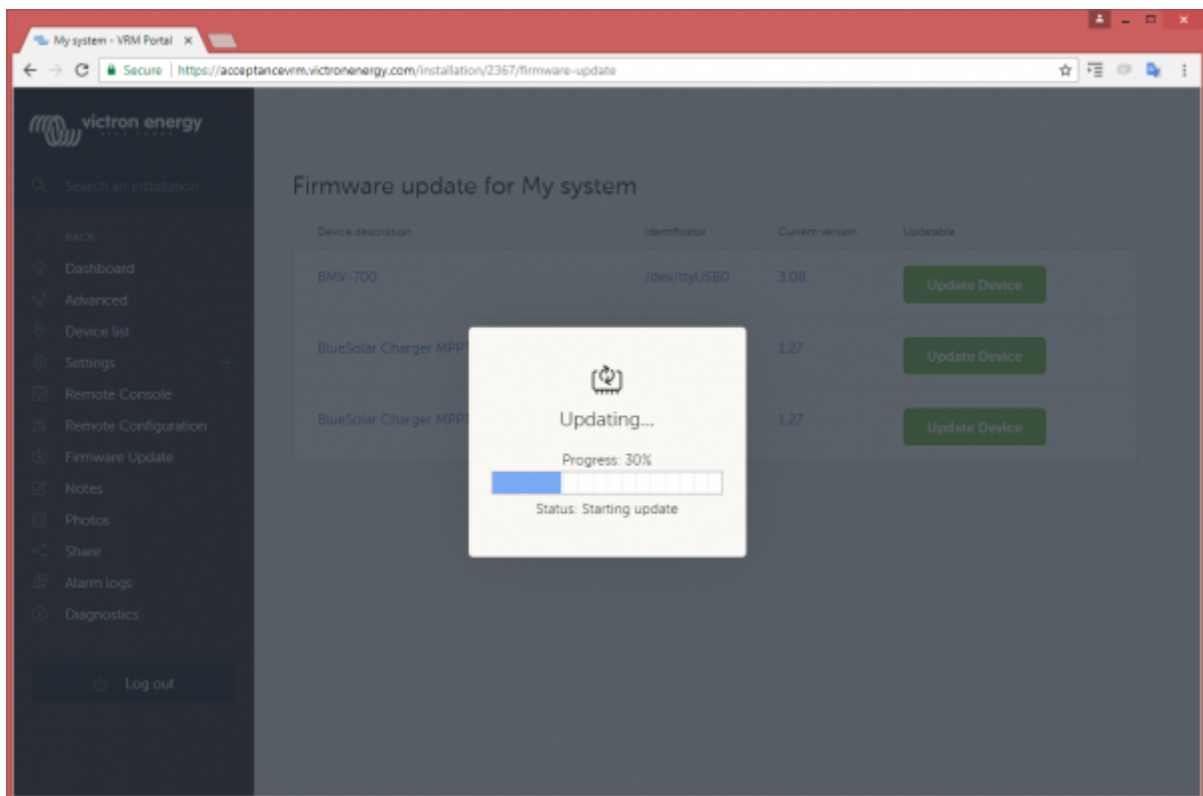 My system - VRM Portal
Secure | https://acceptancevrm.victronenergy.com/installation/2367/firmware-update
victron energy
BLUE POWER
Search an installation
BACK
Dashboard
Advanced
Device list
Settings
Remote Console
Remote Configuration
Firmware Update
Notes
Photos
Share
Alarm logs
Diagnostics
Log out
Firmware update for My system
Device description Identificator Current version Updatable
BMV-700 /dev/ttyUSB0 3.08 Update Device
BlueSolar Charger MPPT 1.27 Update Device
BlueSolar Charger MPPT 1.27 Update Device
Updating...
Progress: 30%
Status: Starting update